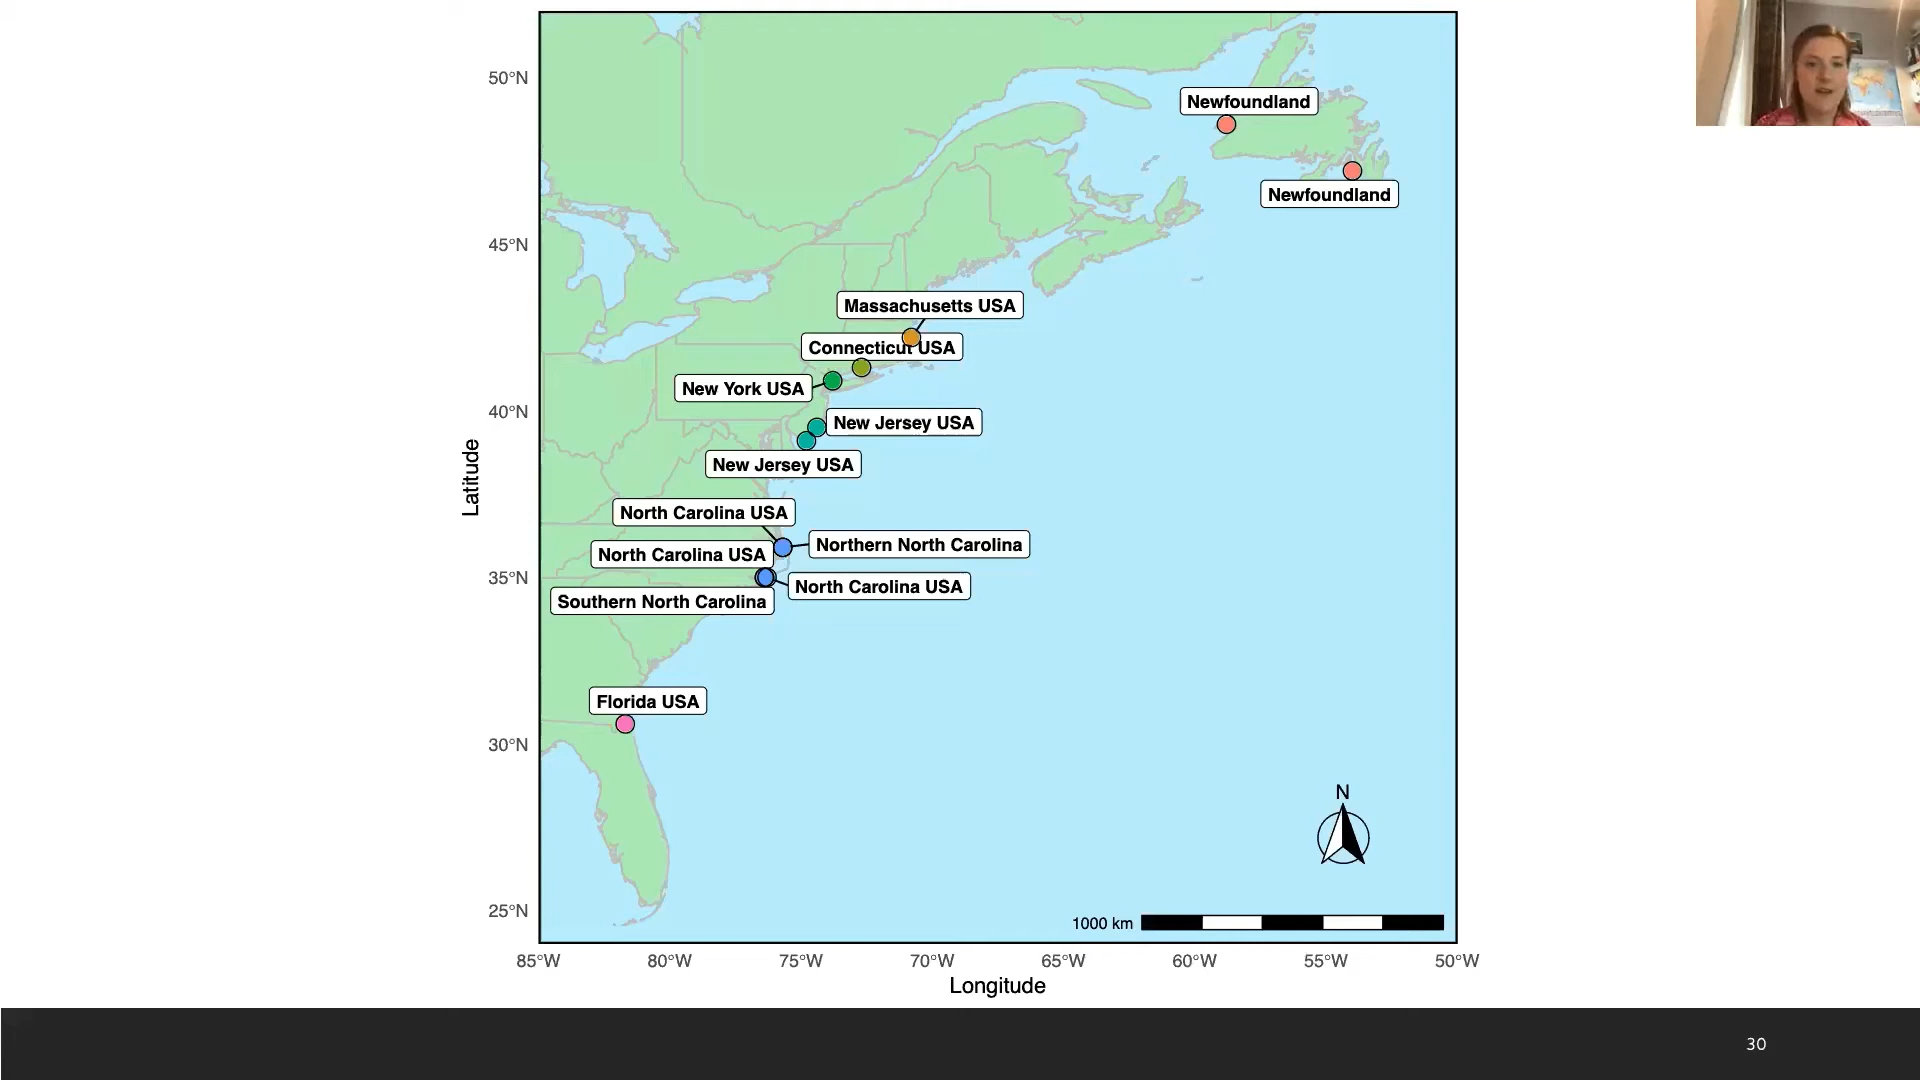 50°N
Newfoundland
Newfoundland
45°N
Massachusetts USA
Connecticut USA
New York USA
40°N
New Jersey USA
New Jersey USA
Latitude
North Carolina USA
Northern North Carolina
North Carolina USA
35°N
North Carolina USA
Southern North Carolina
Florida USA
30°N
N
25°N
1000 km
85°W 80°W 75°W 70°W 65°W 60°W 55°W 50°W
Longitude
30